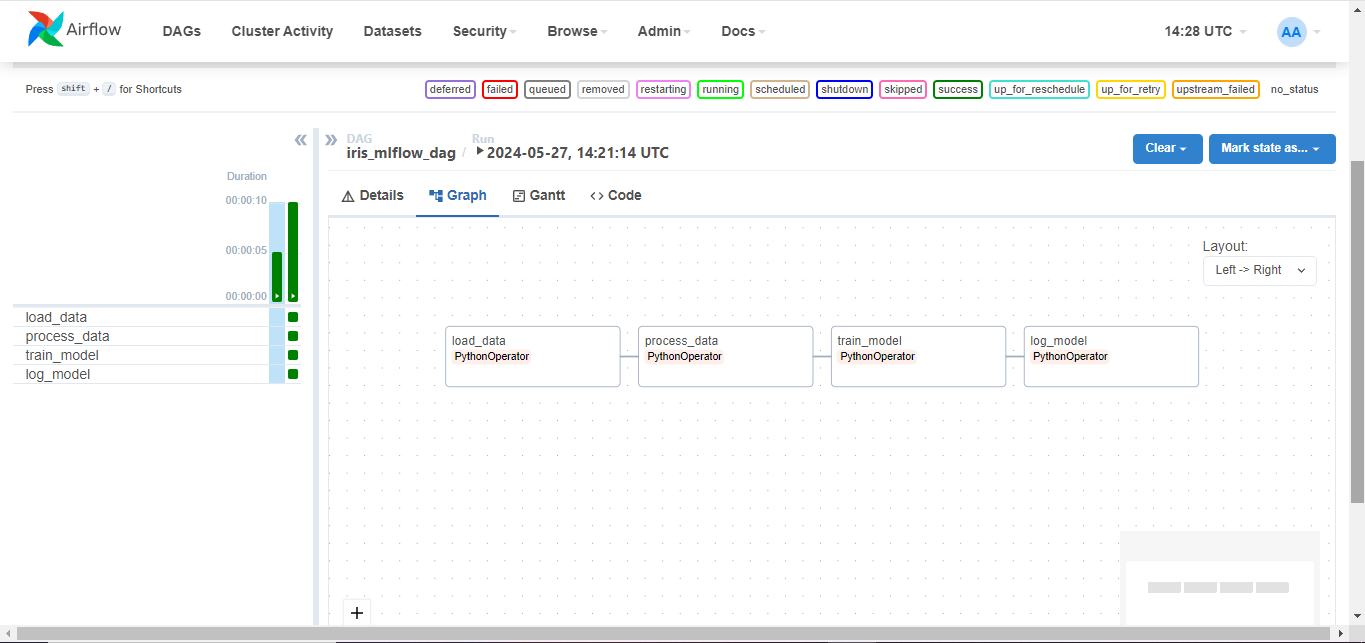 Airflow
DAGs Cluster Activity Datasets Security Browse Admin Docs 14:28 UTC AA
Press shift + / for Shortcuts
deferred failed queued removed restarting running scheduled shutdown skipped success up_for_reschedule up_for_retry upstream_failed no_status
DAG
iris_mlflow_dag
/
Run
2024-05-27, 14:21:14 UTC
Clear
Mark state as...
Duration
00:00:10
00:00:05
00:00:00
load_data
process_data
train_model
log_model
Details Graph Gantt Code
Layout:
Left -> Right
load_data
PythonOperator
process_data
PythonOperator
train_model
PythonOperator
log_model
PythonOperator
+